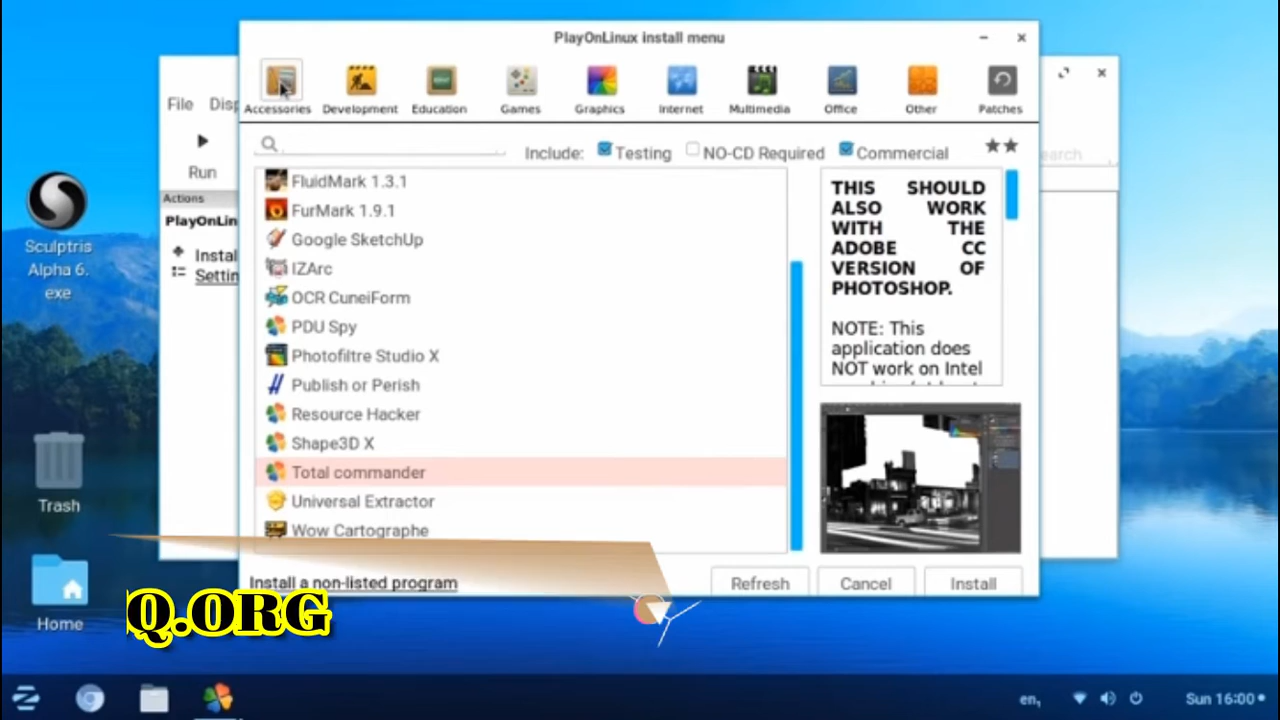 PlayOnLinux install menu
Accessories Development Education Games Graphics Internet Multimedia Office Other Patches
File
Include: Testing NO-CD Required Commercial
Run
Actions
PlayOnLin
Instal
Settin
FluidMark 1.3.1
FurMark 1.9.1
Google SketchUp
IZArc
OCR CuneiForm
PDU Spy
Photofiltre Studio X
Publish or Perish
Resource Hacker
Shape3D X
Total commander
Universal Extractor
Wow Cartographe
THIS SHOULD
ALSO WORK
WITH THE
ADOBE CC
VERSION OF
PHOTOSHOP.
NOTE: This
application does
NOT work on Intel
Install a non-listed program
Refresh Cancel Install
Sculptris
Alpha 6.
exe
Trash
Home
Q.ORG
en₁
Sun 16:00